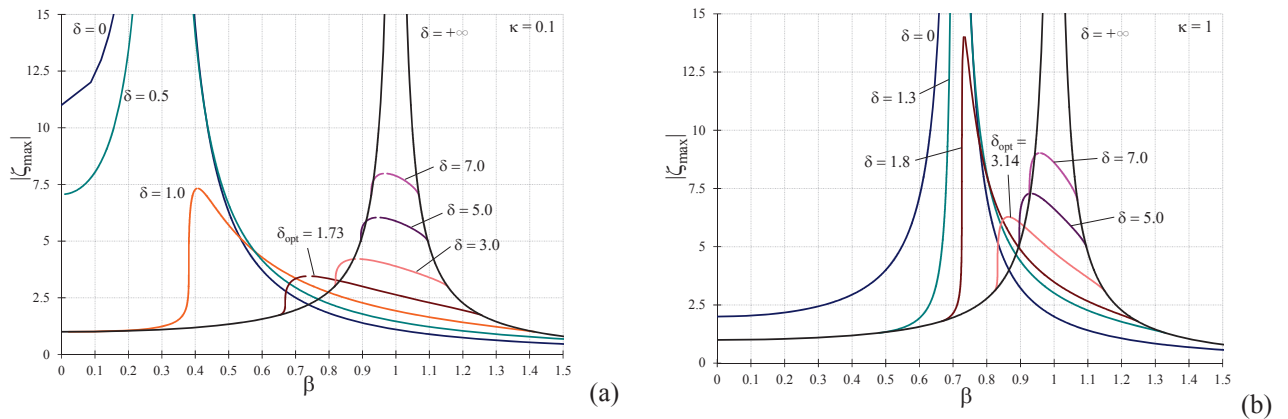 15
12.5
10
7.5
5
2.5
0
|ζmax|
0 0.1 0.2 0.3 0.4 0.5 0.6 0.7 0.8 0.9 1 1.1 1.2 1.3 1.4 1.5
β
δ = 0
δ = 0.5
δ = 1.0
δopt = 1.73
δ = +∞
κ = 0.1
δ = 7.0
δ = 5.0
δ = 3.0
(a)
15
12.5
10
7.5
5
2.5
0
|ζmax|
0 0.1 0.2 0.3 0.4 0.5 0.6 0.7 0.8 0.9 1 1.1 1.2 1.3 1.4 1.5
β
δ = 0
δ = 1.3
δ = 1.8
δopt =
3.14
δ = +∞
κ = 1
δ = 7.0
δ = 5.0
(b)